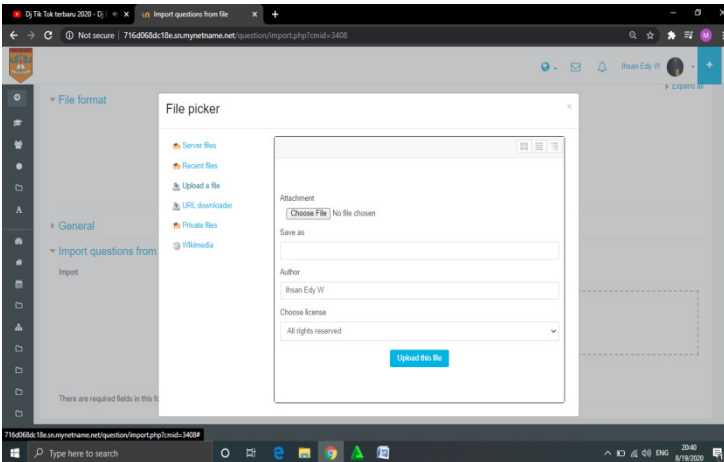 Dj Tik Tok terbaru 2020 - Dj
Import questions from file
Not secure | 716d068dc18e.sn.mynetname.net/question/import.php?cmid=3408
M
Ihsan Edy W
Expand all
File format
File picker
Server files
Recent files
Upload a file
URL downloader
Private files
Wikimedia
Attachment
Choose File No file chosen
Save as
Author
Ihsan Edy W
Choose license
All rights reserved
Upload this file
General
Import questions from
Import
There are required fields in this fo
716d068dc18e.sn.mynetname.net/question/import.php?cmid=3408#
Type here to search
ENG
20:40
8/19/2020